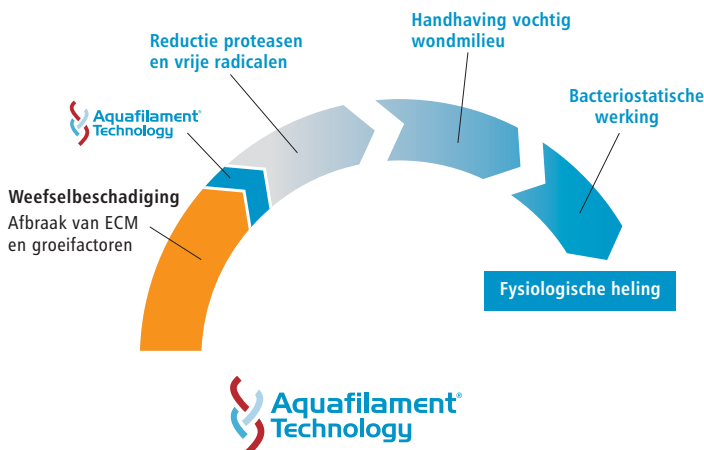 Handhaving vochtig
wondmilieu
Reductie proteasen
en vrije radicalen
Bacteriostatische
werking
Aquafilament®
Technology
Weefselbeschadiging
Afbraak van ECM
en groeifactoren
Fysiologische heling
Aquafilament®
Technology